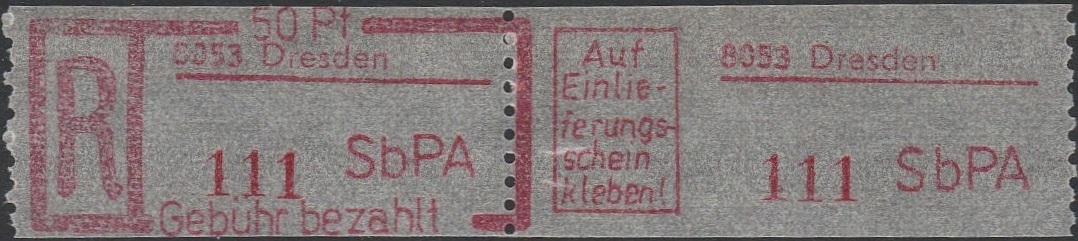 50 Pf
R
8053 Dresden
111 SbPA
Gebühr bezahlt
Auf
Einlie-
ferungs-
schein
kleben!
8053 Dresden
111 SbPA